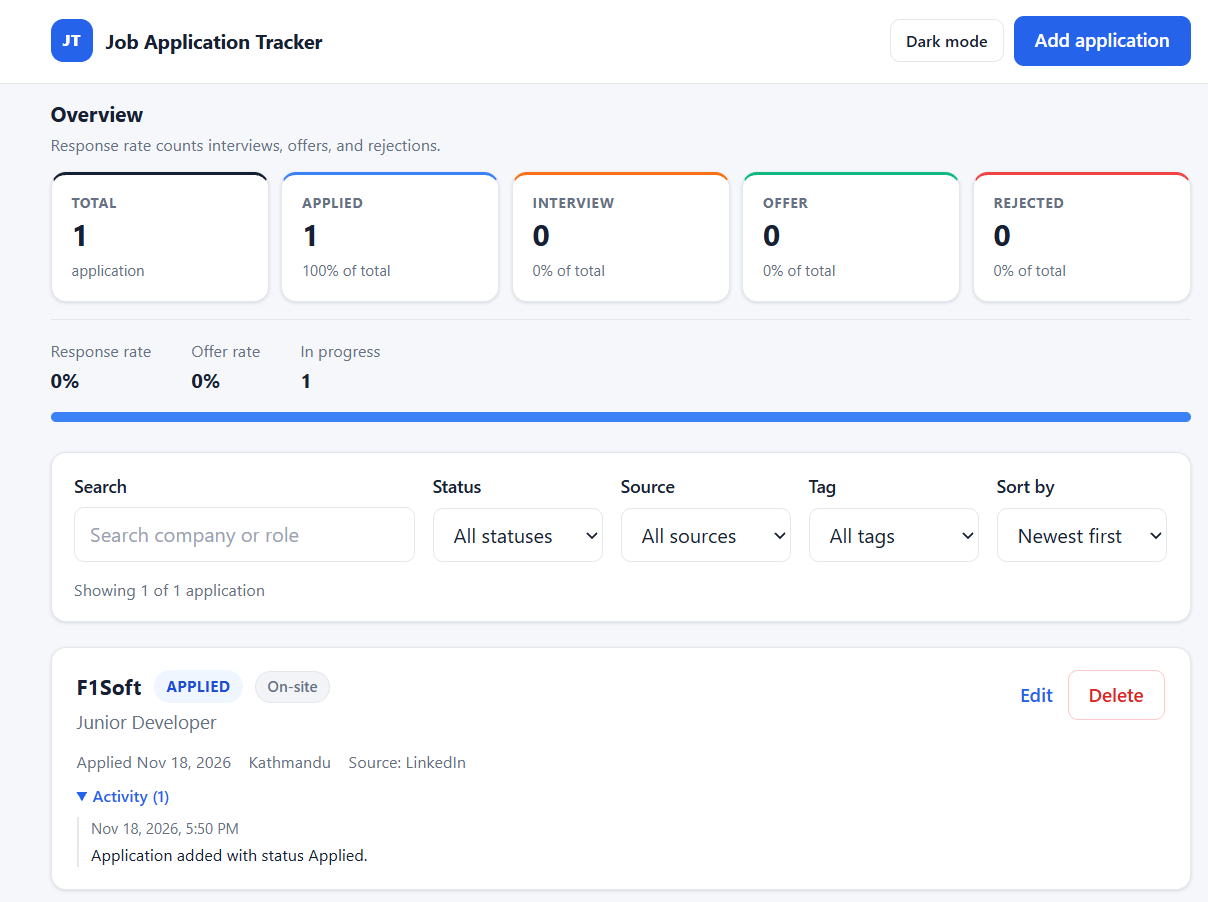 JT Job Application Tracker Dark mode Add application
Overview
Response rate counts interviews, offers, and rejections.
TOTAL
1
application
APPLIED
1
100% of total
INTERVIEW
0
0% of total
OFFER
0
0% of total
REJECTED
0
0% of total
Response rate
0%
Offer rate
0%
In progress
1
Search
Search company or role
Status
All statuses
Source
All sources
Tag
All tags
Sort by
Newest first
Showing 1 of 1 application
F1Soft APPLIED On-site Edit Delete
Junior Developer
Applied Nov 18, 2026 Kathmandu Source: LinkedIn
▼ Activity (1)
Nov 18, 2026, 5:50 PM
Application added with status Applied.